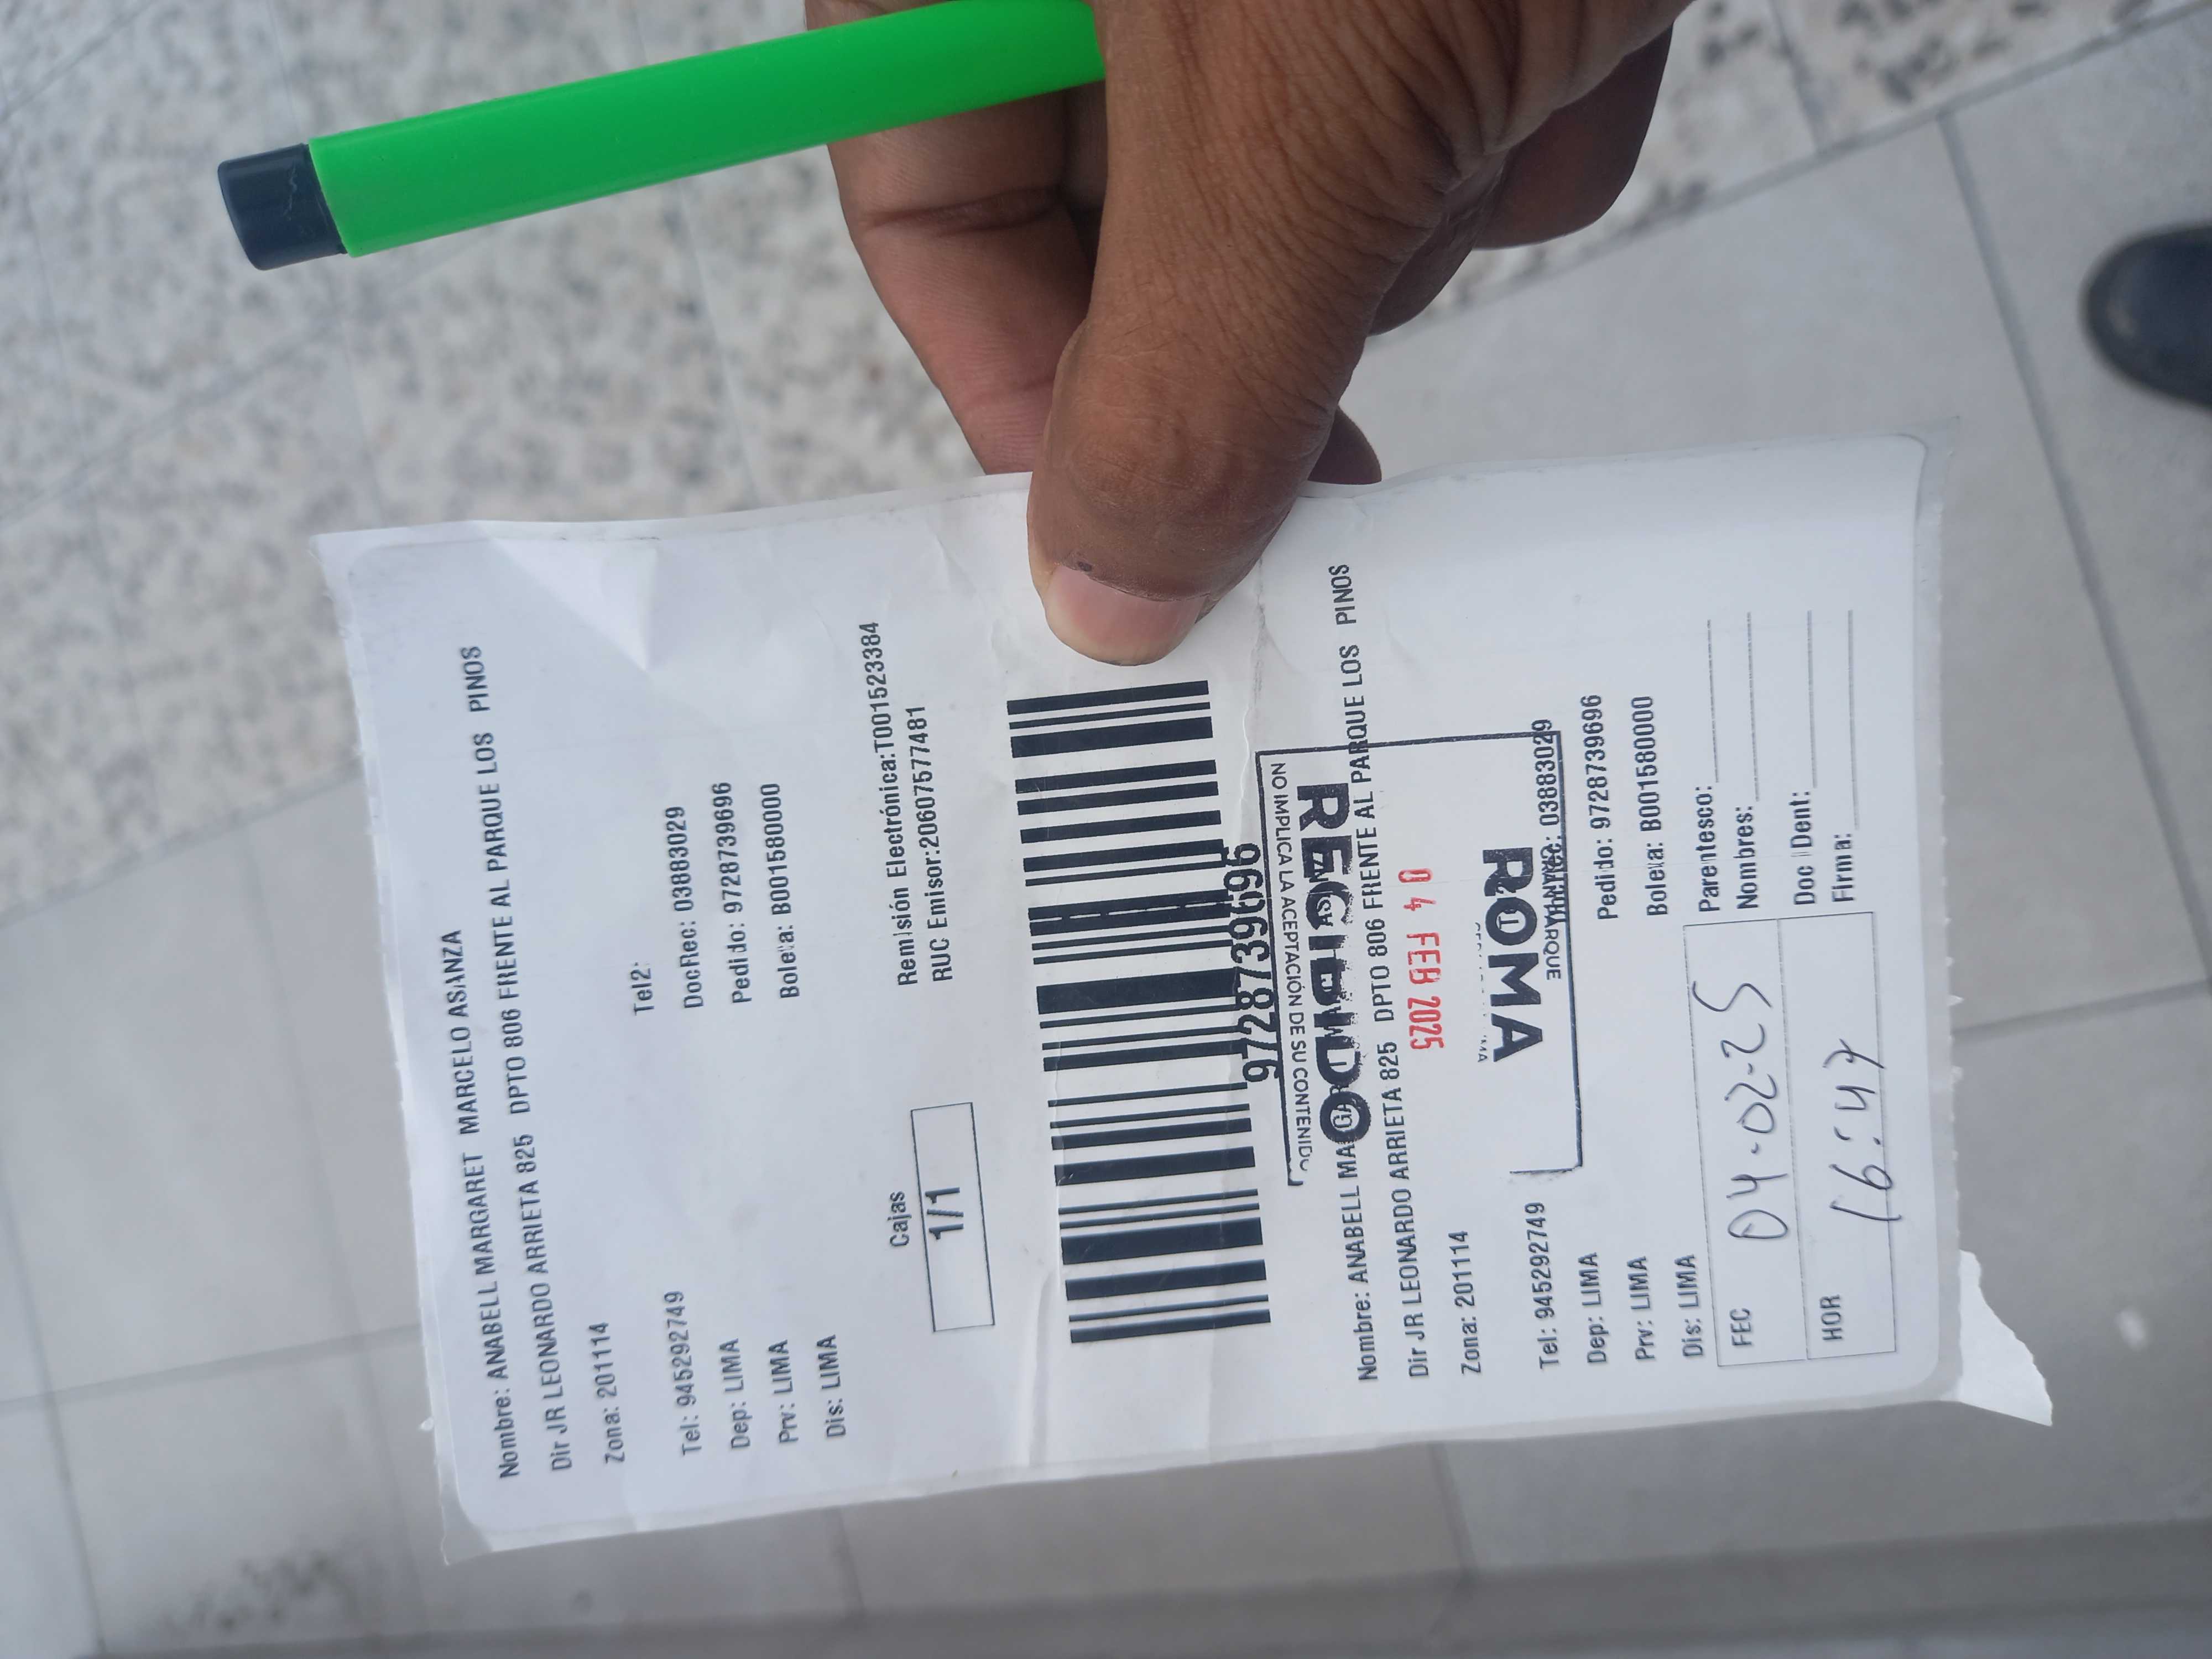 Nombre: ANABELL MARGARET MARCELO ASANZA
Dir JR LEONARDO ARRIETA 825 DPTO 806 FRENTE AL PARQUE LOS PINOS
Zona: 201114
Tel: 945292749 Tel2:
Dep: LIMA DocRec: 03883029
Prv: LIMA Pedido: 9728739696
Dis: LIMA Boleta: B001580000
Cajas Remisión Electrónica:T001523384
1/1 RUC Emisor:20607577481
9728739696
NO IMPLICA LA ACEPTACIÓN DE SU CONTENIDO
RECIBIDO
Nombre: ANABELL
Dir JR LEONARDO ARRIETA 825 DPTO 806 FRENTE AL PARQUE LOS PINOS
04 FEB 2025
Zona: 201114
ROMA
PARQUE
Tel: 945292749 03883029
Dep: LIMA Pedido: 9728739696
Prv: LIMA Boleta: B001580000
Dis: LIMA Parentesco:
FEC 04-02-25 Nombres:
Doc Ident:
HOR 16:47 Firma: